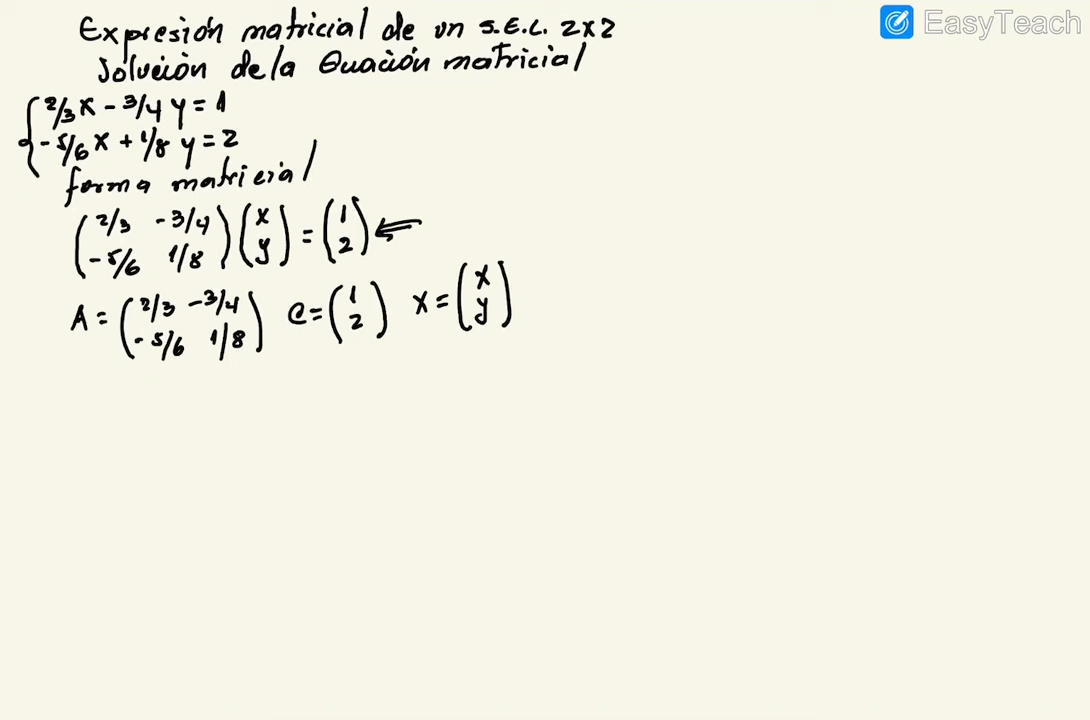 Expresión matricial de un S.E.L. 2x2
EasyTeach
Solución de la Ecuación matricial
2/3 x - 3/4 y = 1
-5/6 x + 1/8 y = 2
forma matricial
( 2/3 -3/4 ) ( x ) = ( 1 ) ⇐
( -5/6 1/8 ) ( y ) ( 2 )
A = ( 2/3 -3/4 ) C = ( 1 ) X = ( x )
( -5/6 1/8 ) ( 2 ) ( y )